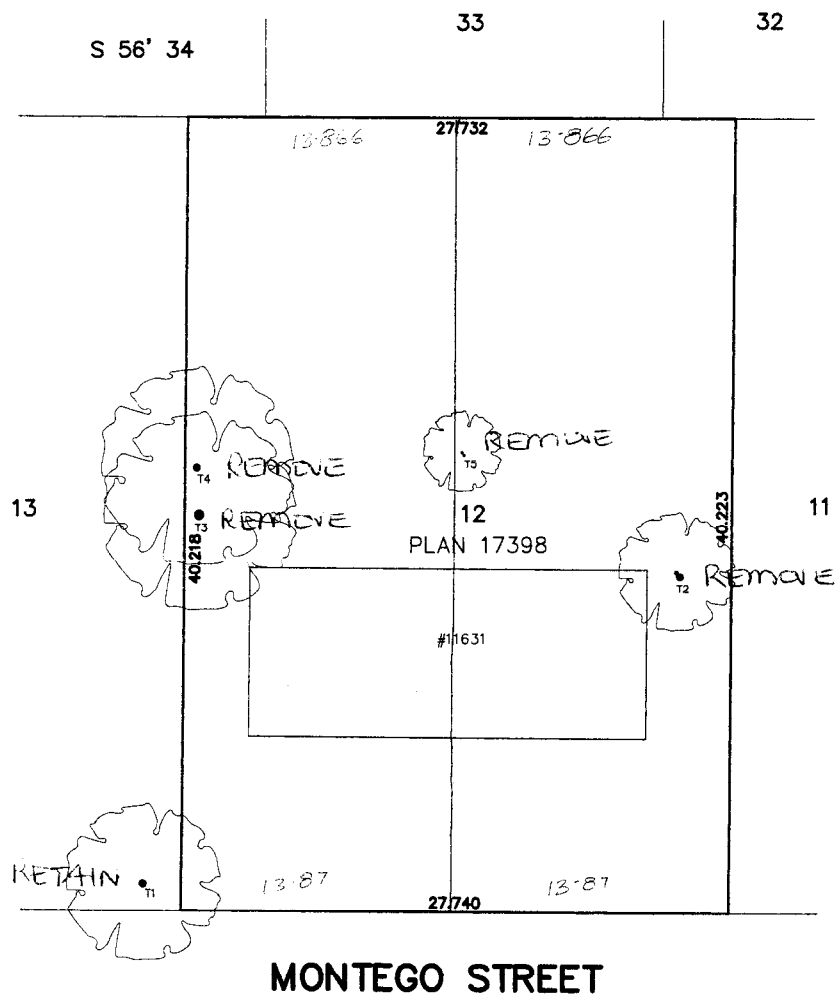 33
32
S 56' 34
27.732
13.866
13.866
REMOVE
T5
T4 REMOVE
13
T3 REMOVE
12
40.223
11
PLAN 17398
40.218
T2 REMOVE
#11631
RETAIN T1
13.87
13.87
27.740
MONTEGO STREET